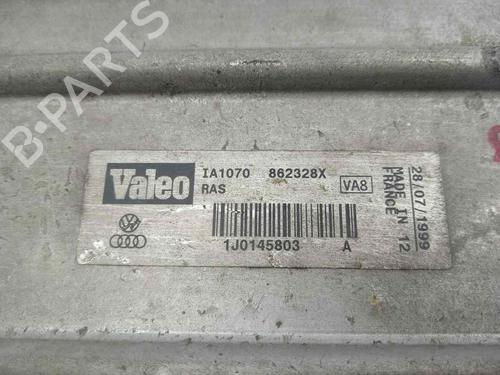 B-PARTS
Valeo
IA1070 862328X
RAS
VA8
1J0145803 A
MADE IN 12
FRANCE
28/07/1999